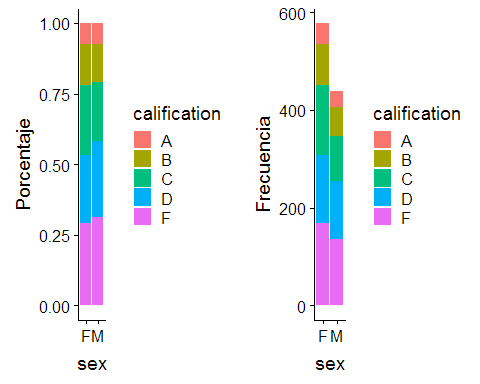 1.00
0.75
0.50
0.25
0.00
Porcentaje
F M
sex
calification
A
B
C
D
F
600
400
200
0
Frecuencia
F M
sex
calification
A
B
C
D
F